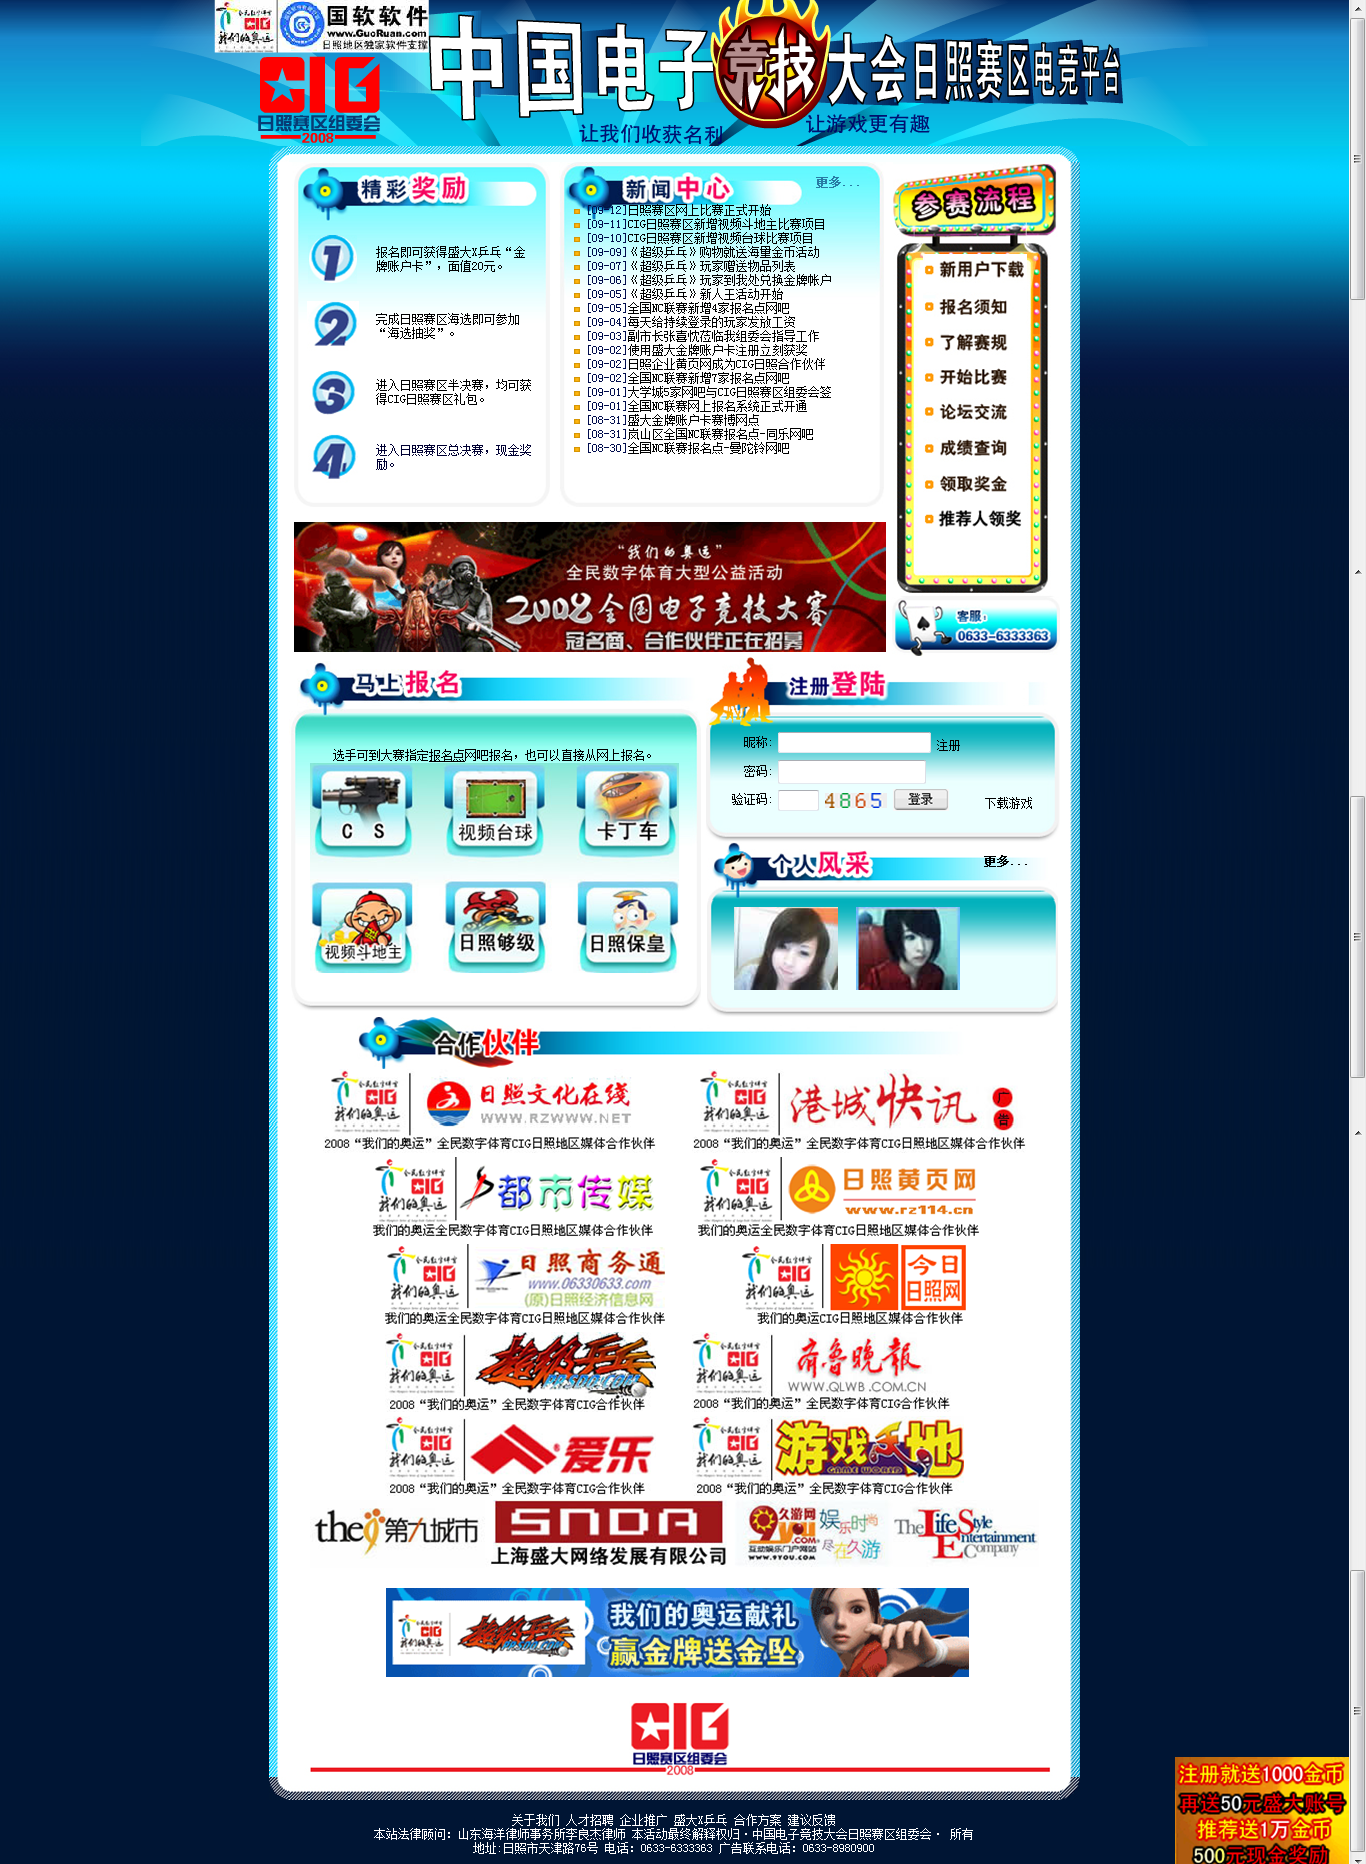 国软软件
www.GuoRuan.com
日照地区独家软件支撑
CIG
日照赛区组委会
2008
中国电子竞技大会日照赛区电竞平台
让我们收获名利
让游戏更有趣
精彩奖励
1
报名即可获得盛大X乒乓“金
牌账户卡”，面值20元。
2
完成日照赛区海选即可参加
“海选抽奖”。
3
进入日照赛区半决赛，均可获
得CIG日照赛区礼包。
4
进入日照赛区总决赛，现金奖
励。
新闻中心
更多...
[09-12]日照赛区网上比赛正式开始
[09-11]CIG日照赛区新增视频斗地主比赛项目
[09-10]CIG日照赛区新增视频台球比赛项目
[09-09]《超级乒乓》购物就送海量金币活动
[09-07]《超级乒乓》玩家赠送物品列表
[09-06]《超级乒乓》玩家到我处兑换金牌帐户
[09-05]《超级乒乓》新人王活动开始
[09-05]全国NC联赛新增4家报名点网吧
[09-04]每天给持续登录的玩家发放工资
[09-03]副市长张喜忱莅临我组委会指导工作
[09-02]使用盛大金牌账户卡注册立刻获奖
[09-02]日照企业黄页网成为CIG日照合作伙伴
[09-02]全国NC联赛新增7家报名点网吧
[09-01]大学城5家网吧与CIG日照赛区组委会签
[09-01]全国NC联赛网上报名系统正式开通
[08-31]盛大金牌账户卡赛博网点
[08-31]岚山区全国NC联赛报名点-同乐网吧
[08-30]全国NC联赛报名点-曼陀铃网吧
参赛流程
新用户下载
报名须知
了解赛规
开始比赛
论坛交流
成绩查询
领取奖金
推荐人领奖
客服：
0633-6333363
“我们的奥运”
全民数字体育大型公益活动
2008全国电子竞技大赛
冠名商、合作伙伴正在招募
马上报名
选手可到大赛指定报名点网吧报名，也可以直接从网上报名。
C S
视频台球
卡丁车
视频斗地主
日照够级
日照保皇
注册登陆
昵称:
注册
密码:
验证码:
4865
登录
下载游戏
个人风采
更多...
合作伙伴
日照文化在线
WWW.RZWWW.NET
2008“我们的奥运”全民数字体育CIG日照地区媒体合作伙伴
港城快讯
广告
2008“我们的奥运”全民数字体育CIG日照地区媒体合作伙伴
都市传媒
我们的奥运全民数字体育CIG日照地区媒体合作伙伴
日照黄页网
www.rz114.cn
我们的奥运全民数字体育CIG日照地区媒体合作伙伴
日照商务通
www.06330633.com
(原)日照经济信息网
我们的奥运全民数字体育CIG日照地区媒体合作伙伴
今日
日照网
我们的奥运CIG日照地区媒体合作伙伴
超级乒乓
PP.SDO.COM
2008“我们的奥运”全民数字体育CIG合作伙伴
齐鲁晚报
WWW.QLWB.COM.CN
2008“我们的奥运”全民数字体育CIG合作伙伴
爱乐
2008“我们的奥运”全民数字体育CIG合作伙伴
游戏天地
GAME WORLD
2008“我们的奥运”全民数字体育CIG合作伙伴
the9第九城市
SNDA
上海盛大网络发展有限公司
久游网
9you.COM
互动娱乐门户网站
www.9YOU.com
娱乐时尚
尽在久游
The LifeStyle
Entertainment
Company
超级乒乓
我们的奥运献礼
赢金牌送金坠
CIG
日照赛区组委会
2008
注册就送1000金币
再送50元盛大账号
推荐送1万金币
500元现金奖励
关于我们 人才招聘 企业推广 盛大X乒乓 合作方案 建议反馈
本站法律顾问：山东海洋律师事务所李良杰律师 本活动最终解释权归·中国电子竞技大会日照赛区组委会· 所有
地址:日照市天津路76号 电话：0633-6333363 广告联系电话：0633-8980900